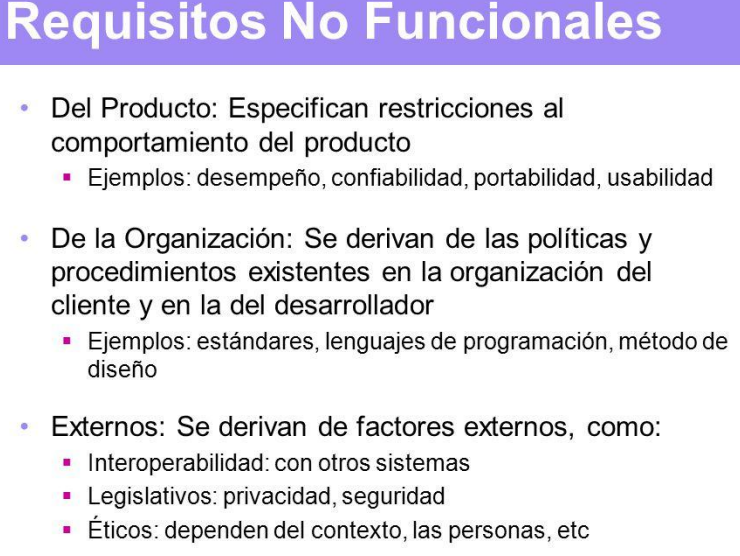 Requisitos No Funcionales
• Del Producto: Especifican restricciones al
comportamiento del producto
▪ Ejemplos: desempeño, confiabilidad, portabilidad, usabilidad
• De la Organización: Se derivan de las políticas y
procedimientos existentes en la organización del
cliente y en la del desarrollador
▪ Ejemplos: estándares, lenguajes de programación, método de
diseño
• Externos: Se derivan de factores externos, como:
▪ Interoperabilidad: con otros sistemas
▪ Legislativos: privacidad, seguridad
▪ Éticos: dependen del contexto, las personas, etc